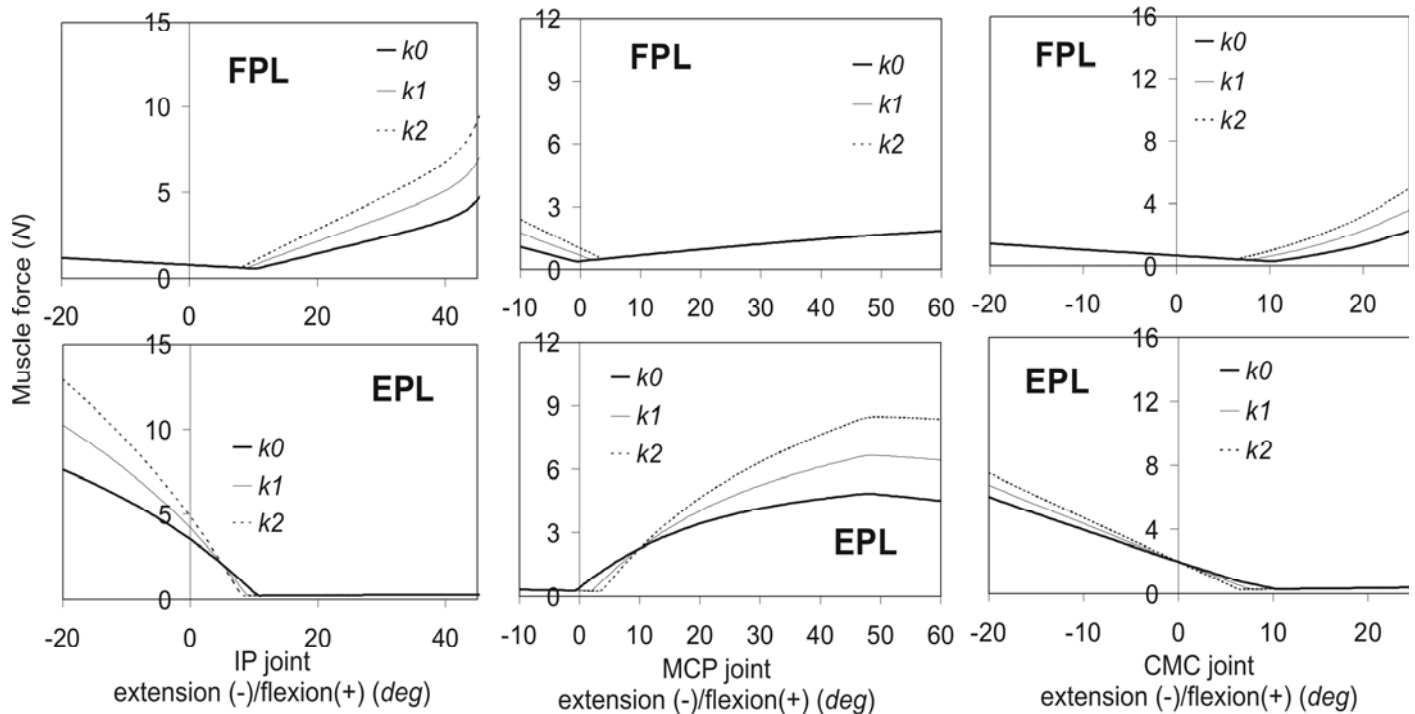 Muscle force (N)
15
10
5
0
FPL
k0
k1
k2
-20 0 20 40
12
9
6
3
0
FPL
k0
k1
k2
-10 0 10 20 30 40 50 60
16
12
8
4
0
FPL
k0
k1
k2
-20 -10 0 10 20
15
10
5
0
EPL
k0
k1
k2
-20 0 20 40
IP joint
extension (-)/flexion(+) (deg)
12
9
6
3
0
k0
k1
k2
EPL
-10 0 10 20 30 40 50 60
MCP joint
extension (-)/flexion(+) (deg)
16
12
8
4
0
EPL
k0
k1
k2
-20 -10 0 10 20
CMC joint
extension (-)/flexion(+) (deg)